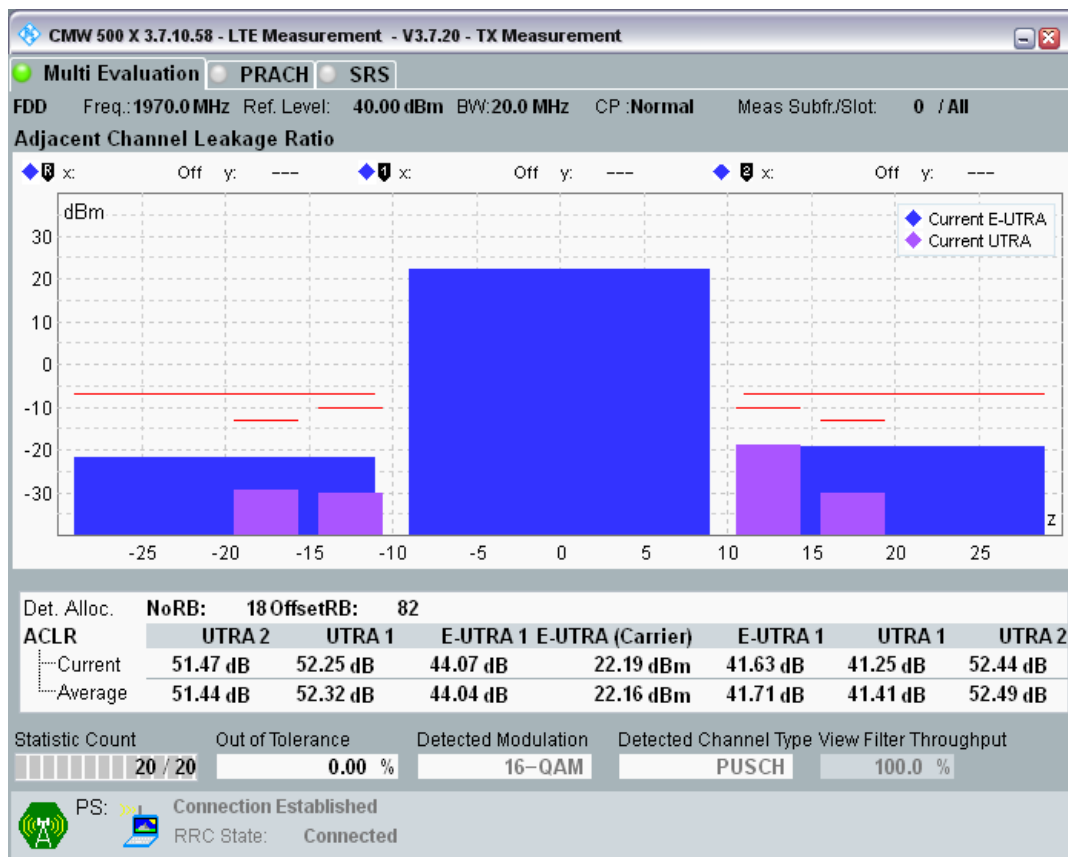 CMW 500 X 3.7.10.58 - LTE Measurement - V3.7.20 - TX Measurement
Multi Evaluation PRACH SRS
FDD Freq.:1970.0 MHz Ref. Level: 40.00 dBm BW:20.0 MHz CP :Normal Meas Subfr./Slot: 0 / All
Adjacent Channel Leakage Ratio
R x: Off y: --- 1 x: Off y: --- 2 x: Off y: ---
dBm
Current E-UTRA
Current UTRA
30
20
10
0
-10
-20
-30
z
-25 -20 -15 -10 -5 0 5 10 15 20 25
Det. Alloc. NoRB: 18 OffsetRB: 82
ACLR UTRA 2 UTRA 1 E-UTRA 1 E-UTRA (Carrier) E-UTRA 1 UTRA 1 UTRA 2
Current 51.47 dB 52.25 dB 44.07 dB 22.19 dBm 41.63 dB 41.25 dB 52.44 dB
Average 51.44 dB 52.32 dB 44.04 dB 22.16 dBm 41.71 dB 41.41 dB 52.49 dB
Statistic Count Out of Tolerance Detected Modulation Detected Channel Type View Filter Throughput
20 / 20 0.00 % 16-QAM PUSCH 100.0 %
PS: Connection Established
RRC State: Connected